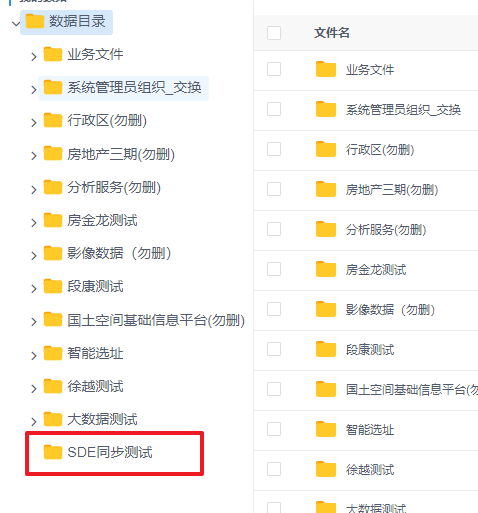 数据目录
业务文件
系统管理员组织_交换
行政区(勿删)
房地产三期(勿删)
分析服务(勿删)
房金龙测试
影像数据（勿删）
段康测试
国土空间基础信息平台(勿删)
智能选址
徐越测试
大数据测试
SDE同步测试
文件名
业务文件
系统管理员组织_交换
行政区(勿删)
房地产三期(勿删)
分析服务(勿删)
房金龙测试
影像数据（勿删）
段康测试
国土空间基础信息平台(勿
智能选址
徐越测试
大数据测试